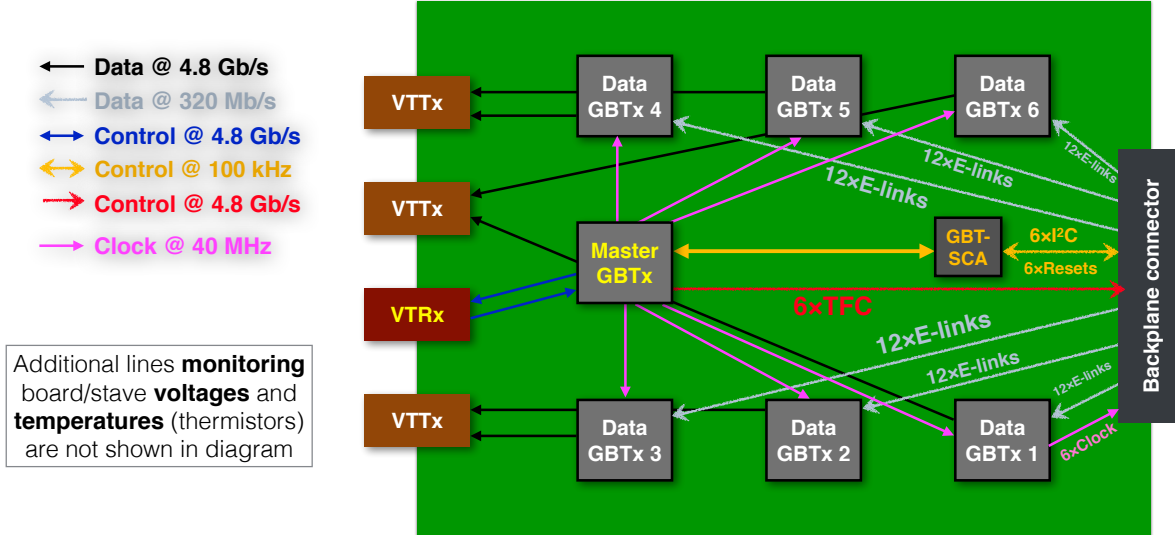 Data @ 4.8 Gb/s
Data @ 320 Mb/s
Control @ 4.8 Gb/s
Control @ 100 kHz
Control @ 4.8 Gb/s
Clock @ 40 MHz
Additional lines monitoring
board/stave voltages and
temperatures (thermistors)
are not shown in diagram
VTTx
VTTx
VTRx
VTTx
Data
GBTx 4
Data
GBTx 5
Data
GBTx 6
12×E-links
12×E-links
12×E-links
Master
GBTx
GBT-
SCA
6×I²C
6×Resets
6×TFC
12×E-links
12×E-links
12×E-links
Data
GBTx 3
Data
GBTx 2
Data
GBTx 1
6×Clock
Backplane connector